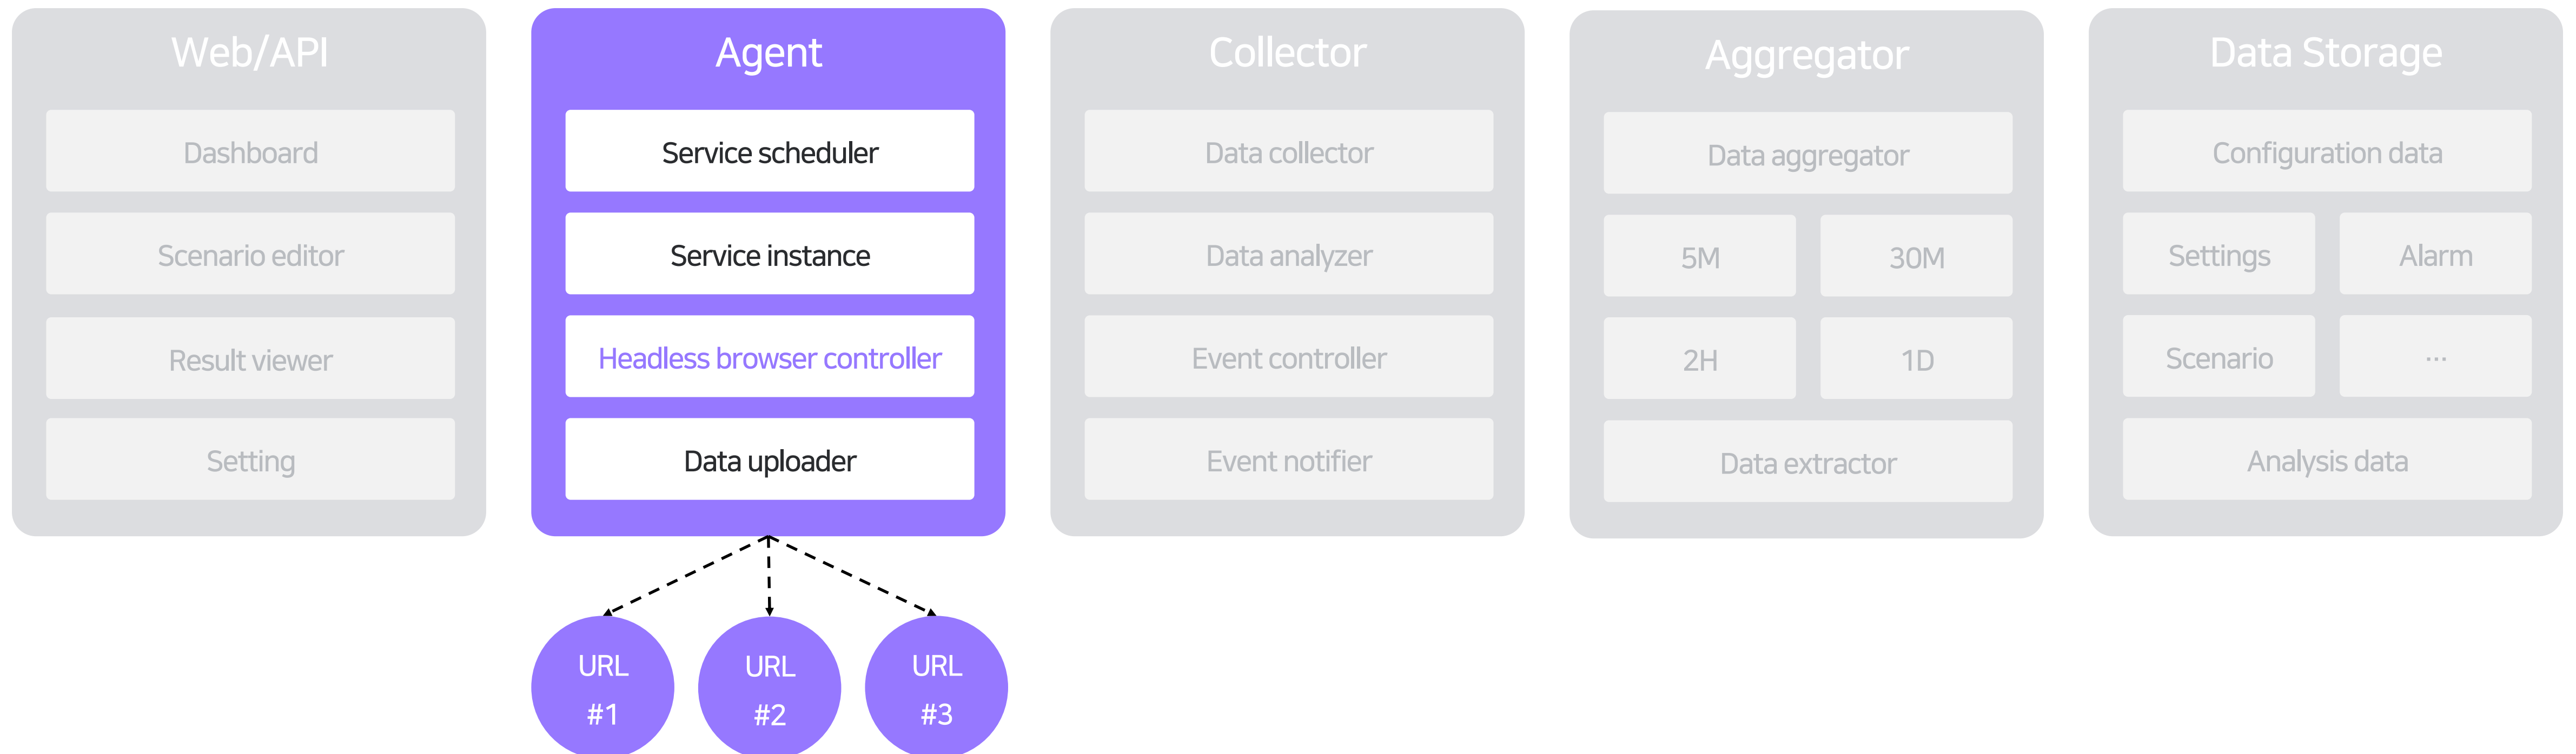 Web/API
Dashboard
Scenario editor
Result viewer
Setting
Agent
Service scheduler
Service instance
Headless browser controller
Data uploader
URL
#1
URL
#2
URL
#3
Collector
Data collector
Data analyzer
Event controller
Event notifier
Aggregator
Data aggregator
5M
30M
2H
1D
Data extractor
Data Storage
Configuration data
Settings
Alarm
Scenario
...
Analysis data